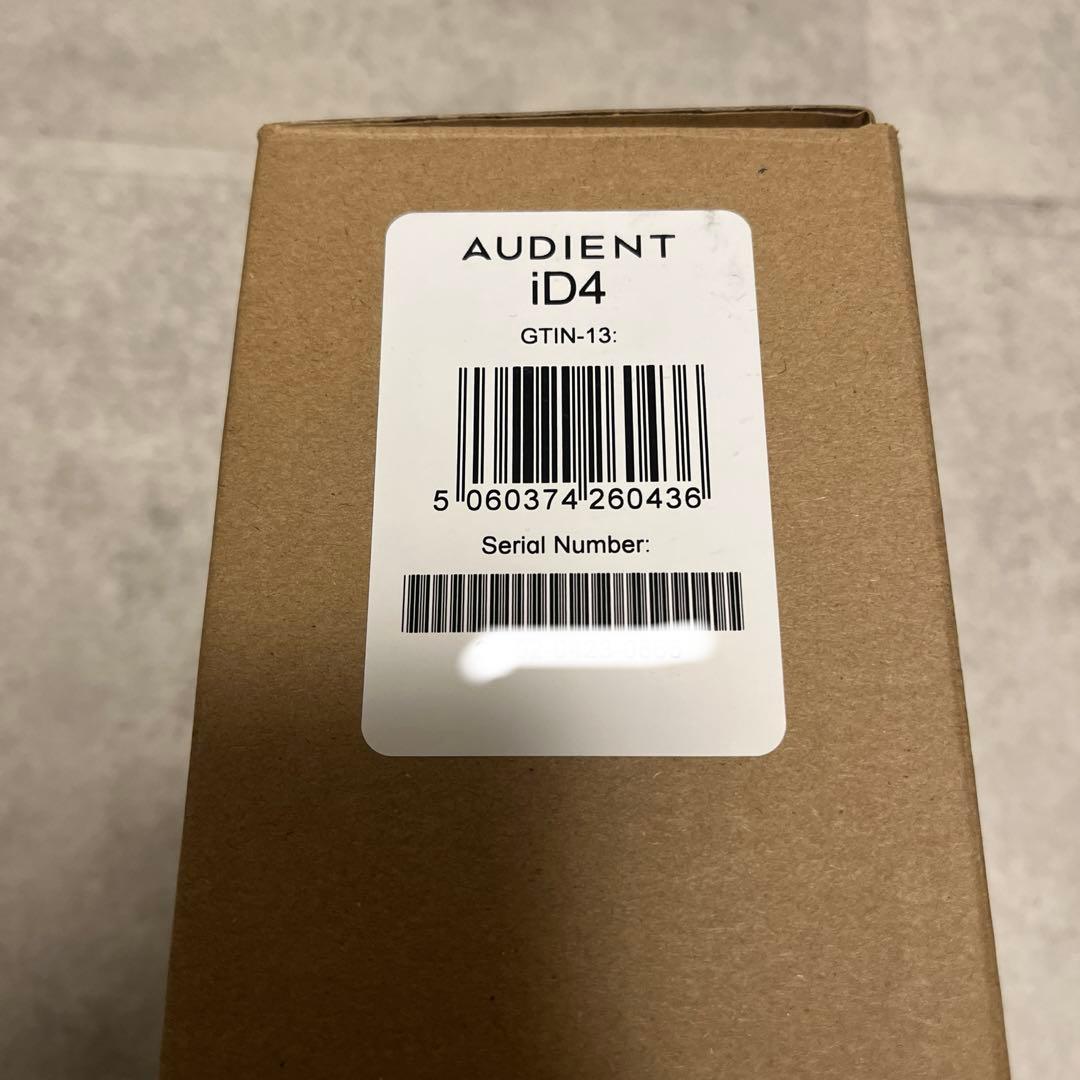 AUDIENT
iD4
GTIN-13:
5 060374 260436
Serial Number: